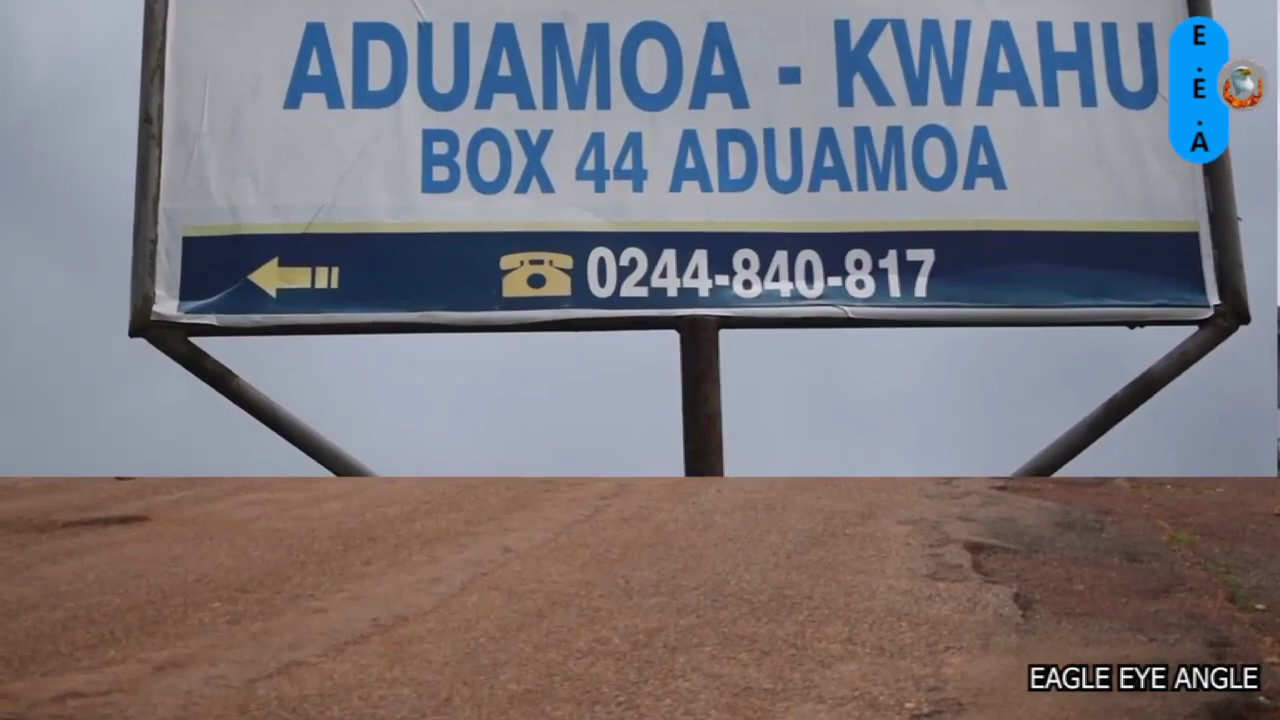 ADUAMOA - KWAHU
BOX 44 ADUAMOA
0244-840-817
E.E.A
EAGLE EYE ANGLE